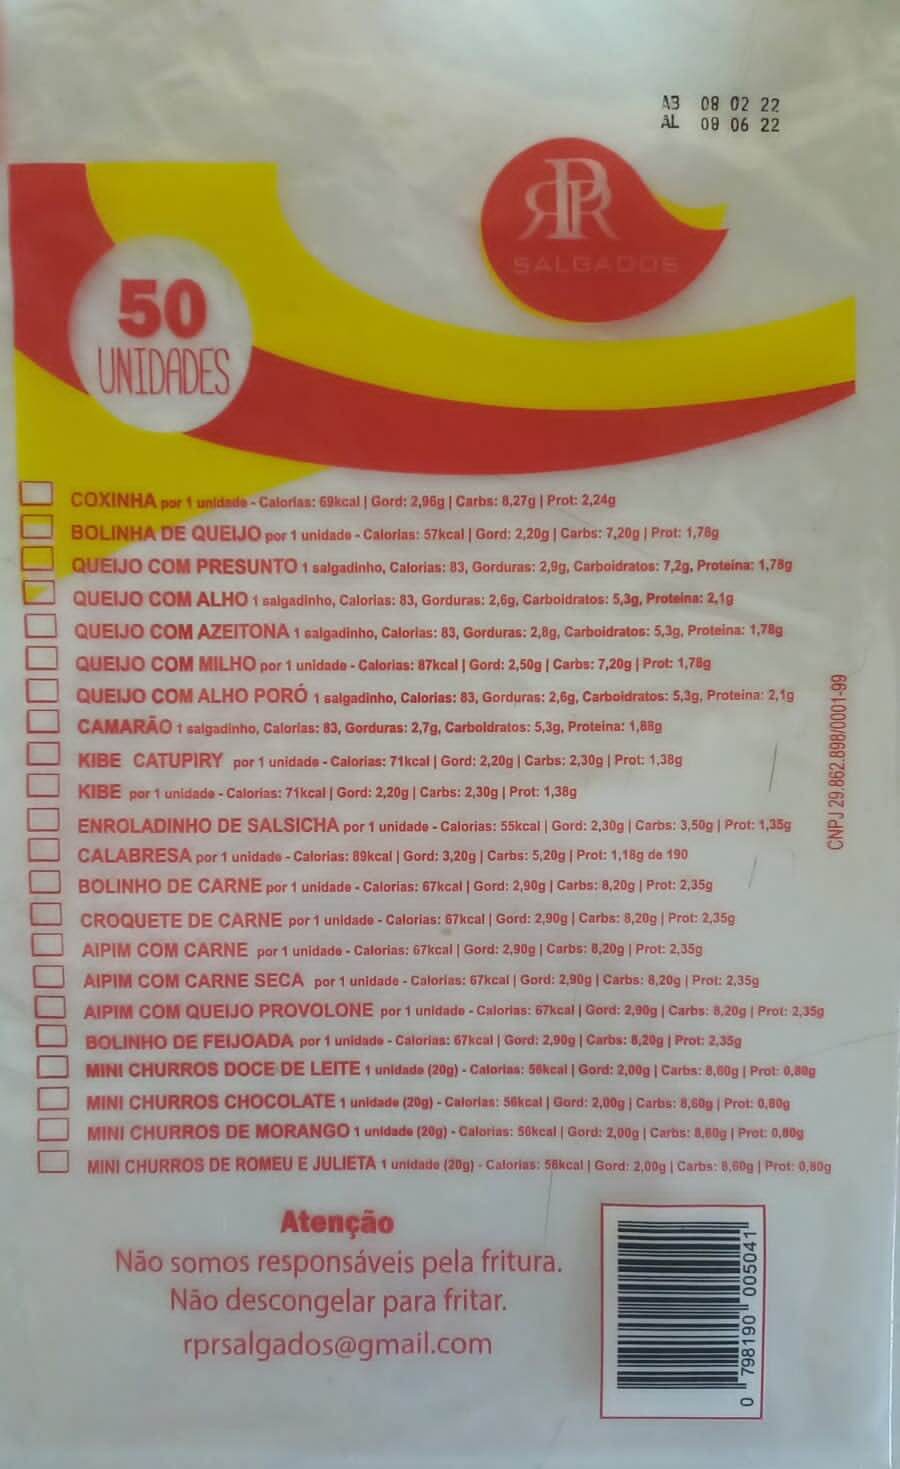 AB 08 02 22
AL 08 06 22
RPR
SALGADOS
50
UNIDADES
COXINHA por 1 unidade - Calorias: 69kcal | Gord: 2,96g | Carbs: 8,27g | Prot: 2,24g
BOLINHA DE QUEIJO por 1 unidade - Calorias: 57kcal | Gord: 2,20g | Carbs: 7,20g | Prot: 1,78g
QUEIJO COM PRESUNTO 1 salgadinho, Calorias: 83, Gorduras: 2,9g, Carboidratos: 7,2g, Proteína: 1,78g
QUEIJO COM ALHO 1 salgadinho, Calorias: 83, Gorduras: 2,6g, Carboidratos: 5,3g, Proteína: 2,1g
QUEIJO COM AZEITONA 1 salgadinho, Calorias: 83, Gorduras: 2,8g, Carboidratos: 5,3g, Proteína: 1,78g
QUEIJO COM MILHO por 1 unidade - Calorias: 87kcal | Gord: 2,50g | Carbs: 7,20g | Prot: 1,78g
QUEIJO COM ALHO PORÓ 1 salgadinho, Calorias: 83, Gorduras: 2,6g, Carboidratos: 5,3g, Proteína: 2,1g
CAMARÃO 1 salgadinho, Calorias: 83, Gorduras: 2,7g, Carboidratos: 5,3g, Proteína: 1,88g
KIBE CATUPIRY por 1 unidade - Calorias: 71kcal | Gord: 2,20g | Carbs: 2,30g | Prot: 1,38g
KIBE por 1 unidade - Calorias: 71kcal | Gord: 2,20g | Carbs: 2,30g | Prot: 1,38g
ENROLADINHO DE SALSICHA por 1 unidade - Calorias: 55kcal | Gord: 2,30g | Carbs: 3,50g | Prot: 1,35g
CALABRESA por 1 unidade - Calorias: 89kcal | Gord: 3,20g | Carbs: 5,20g | Prot: 1,18g de 190
BOLINHO DE CARNE por 1 unidade - Calorias: 67kcal | Gord: 2,90g | Carbs: 8,20g | Prot: 2,35g
CROQUETE DE CARNE por 1 unidade - Calorias: 67kcal | Gord: 2,90g | Carbs: 8,20g | Prot: 2,35g
AIPIM COM CARNE por 1 unidade - Calorias: 67kcal | Gord: 2,90g | Carbs: 8,20g | Prot: 2,35g
AIPIM COM CARNE SECA por 1 unidade - Calorias: 67kcal | Gord: 2,90g | Carbs: 8,20g | Prot: 2,35g
AIPIM COM QUEIJO PROVOLONE por 1 unidade - Calorias: 67kcal | Gord: 2,90g | Carbs: 8,20g | Prot: 2,35g
BOLINHO DE FEIJOADA por 1 unidade - Calorias: 67kcal | Gord: 2,90g | Carbs: 8,20g | Prot: 2,35g
MINI CHURROS DOCE DE LEITE 1 unidade (20g) - Calorias: 56kcal | Gord: 2,00g | Carbs: 8,60g | Prot: 0,80g
MINI CHURROS CHOCOLATE 1 unidade (20g) - Calorias: 56kcal | Gord: 2,00g | Carbs: 8,60g | Prot: 0,80g
MINI CHURROS DE MORANGO 1 unidade (20g) - Calorias: 56kcal | Gord: 2,00g | Carbs: 8,60g | Prot: 0,80g
MINI CHURROS DE ROMEU E JULIETA 1 unidade (20g) - Calorias: 56kcal | Gord: 2,00g | Carbs: 8,60g | Prot: 0,80g
CNPJ 29.862.898/0001-99
Atenção
Não somos responsáveis pela fritura.
Não descongelar para fritar.
rprsalgados@gmail.com
0 798190 005041